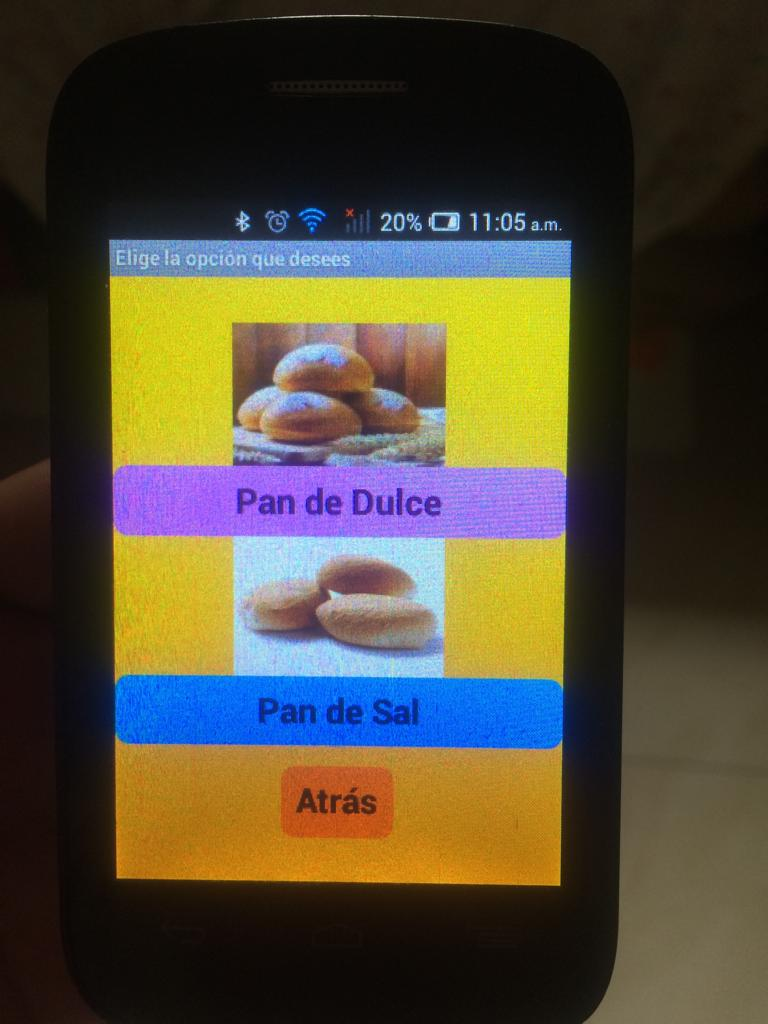 20% 11:05 a.m.
Elige la opción que desees
Pan de Dulce
Pan de Sal
Atrás